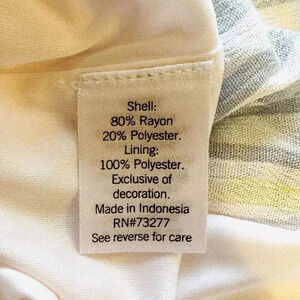 Shell:
80% Rayon
20% Polyester.
Lining:
100% Polyester.
Exclusive of
decoration.
Made in Indonesia
RN#73277
See reverse for care